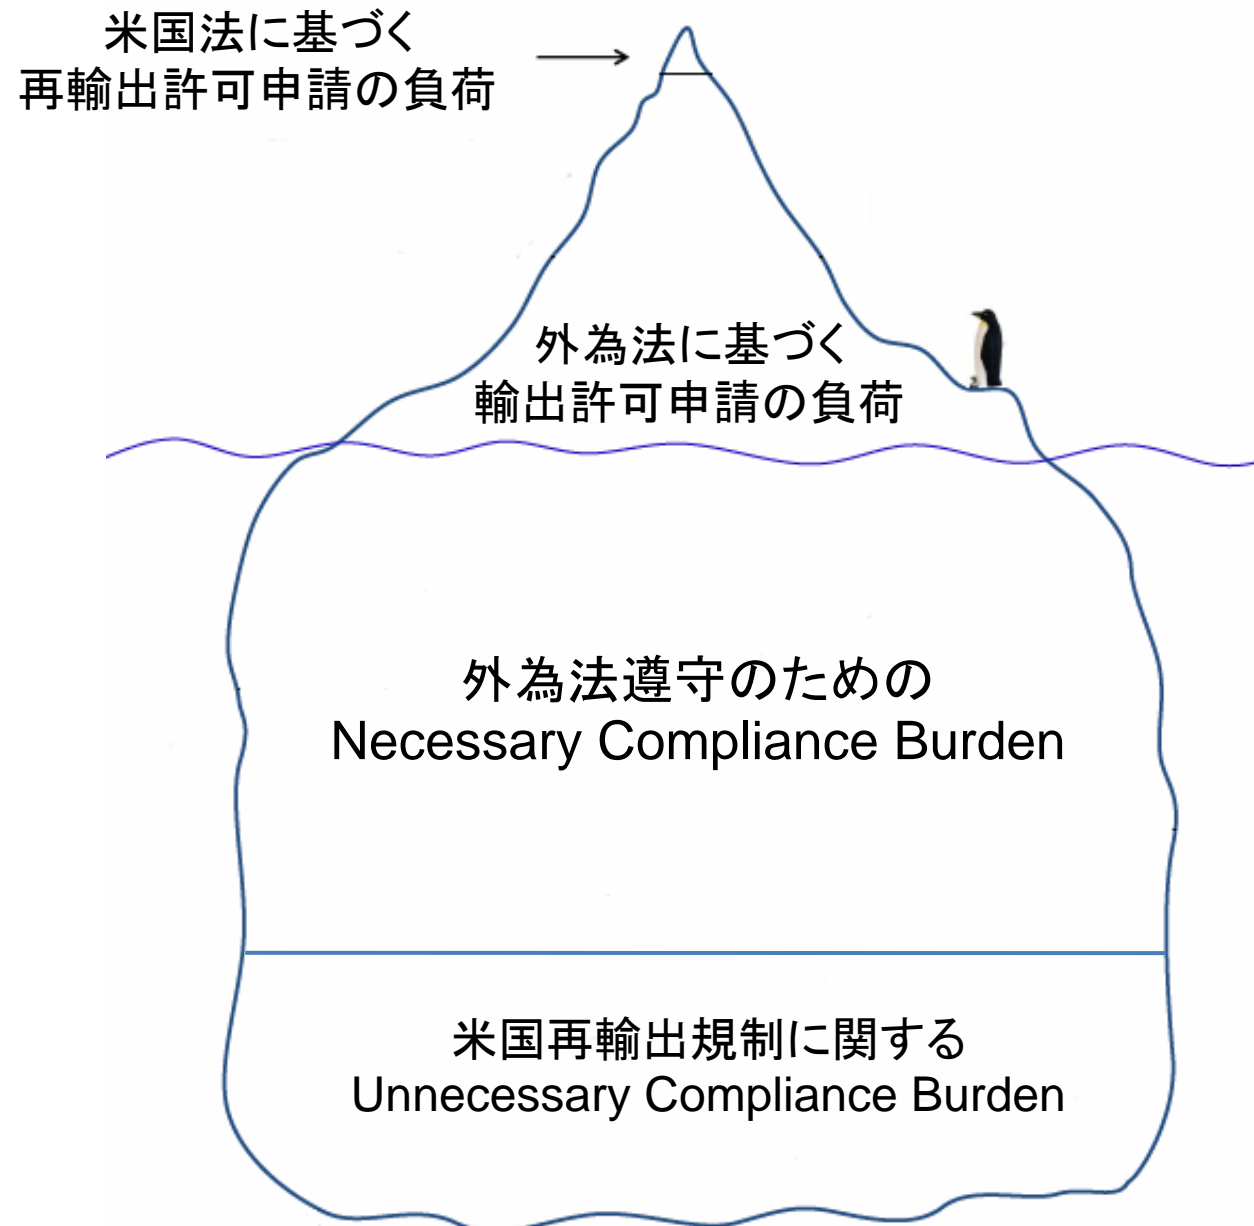 米国法に基づく
再輸出許可申請の負荷
外為法に基づく
輸出許可申請の負荷
外為法遵守のための
Necessary Compliance Burden
米国再輸出規制に関する
Unnecessary Compliance Burden